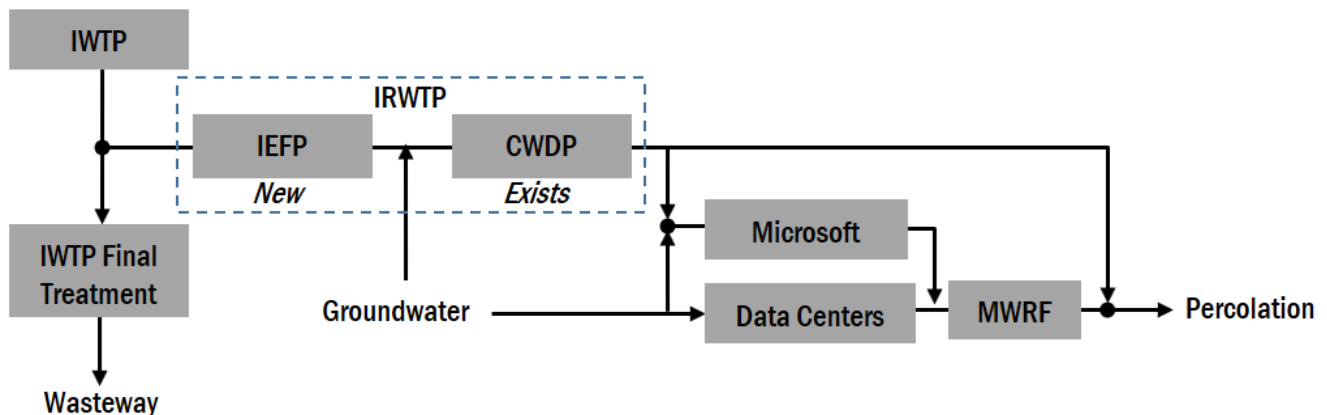 IWTP
IRWTP
IEFP
CWDP
New
Exists
Microsoft
IWTP Final
Treatment
Groundwater
Data Centers
MWRF
Percolation
Wasteway